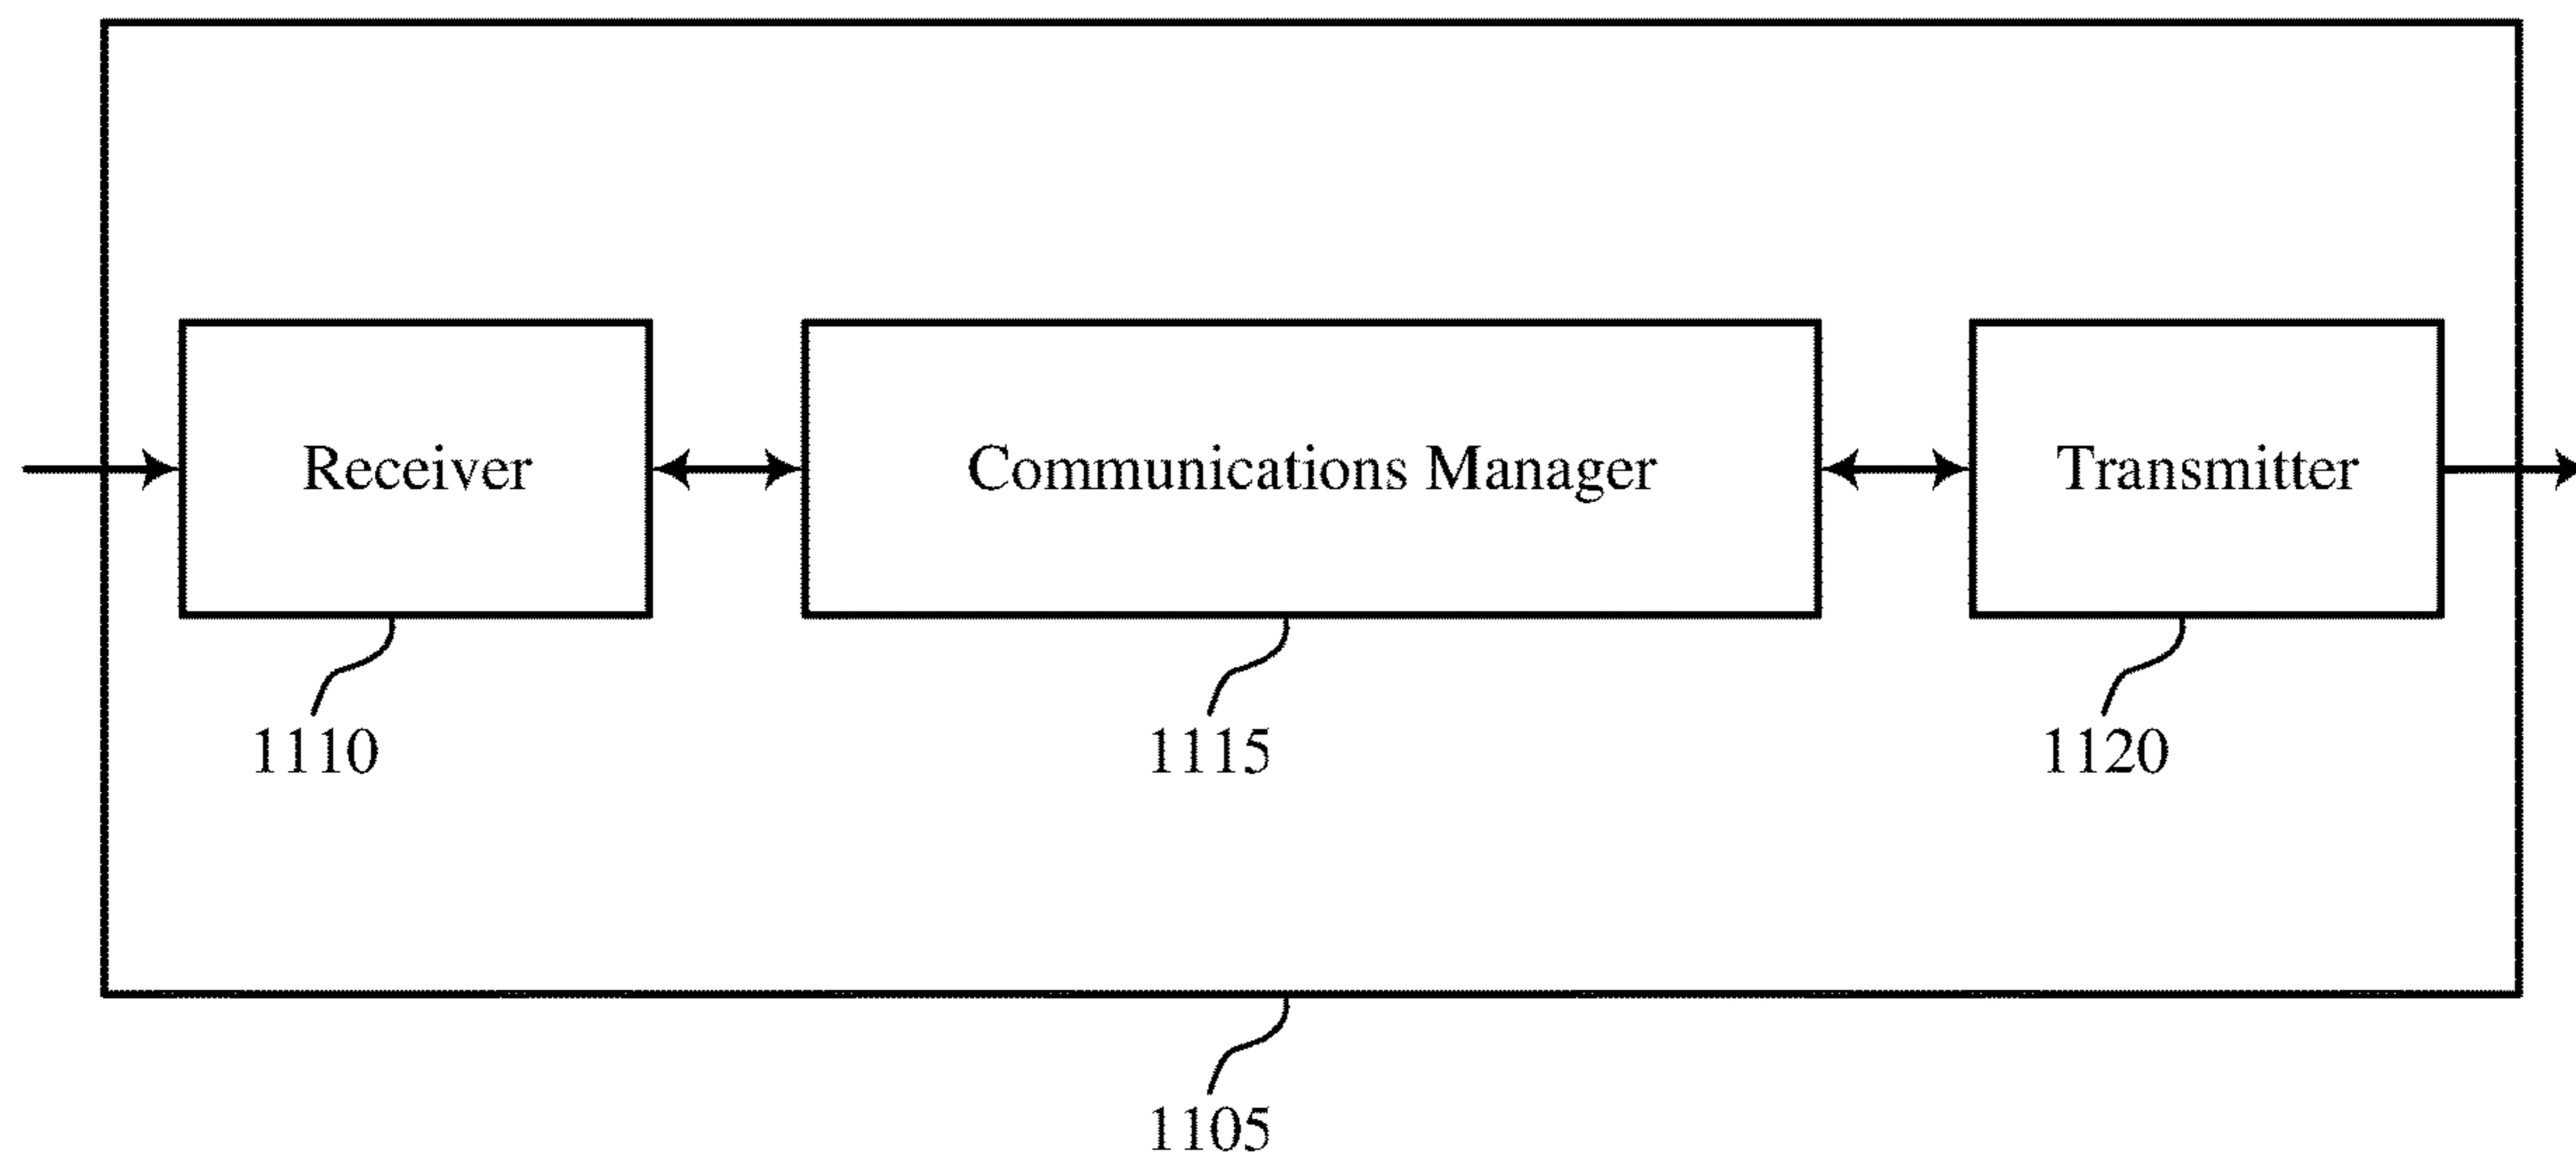 Receiver
Communications Manager
Transmitter
1110
1115
1120
1105